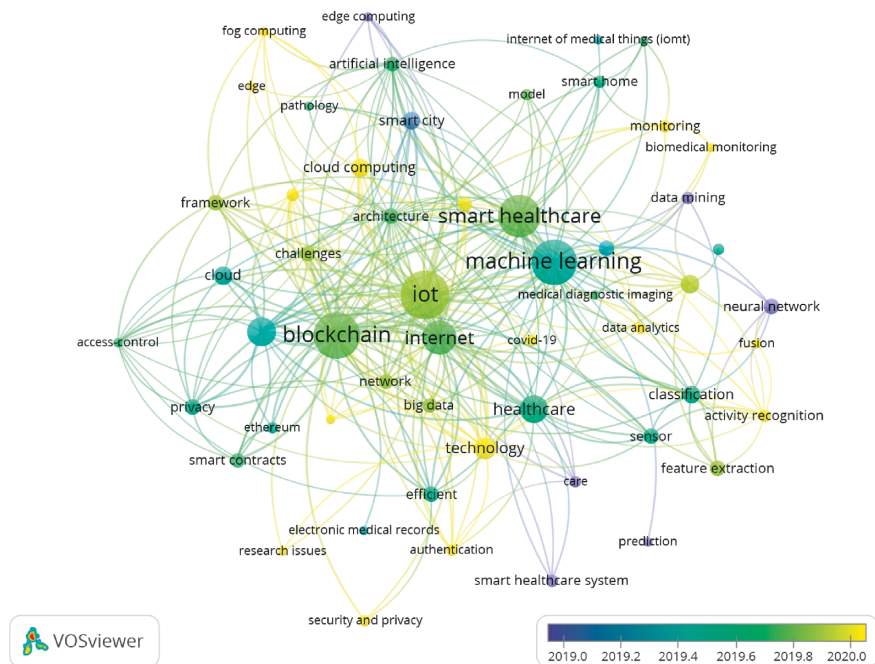 edge computing
fog computing
internet of medical things (iomt)
artificial intelligence
smart home
edge
model
pathology
smart city
monitoring
biomedical monitoring
cloud computing
data mining
framework
architecture
smart healthcare
challenges
machine learning
cloud
iot
medical diagnostic imaging
neural network
data analytics
blockchain
internet
covid-19
access control
fusion
network
classification
privacy
big data
healthcare
activity recognition
ethereum
sensor
technology
smart contracts
feature extraction
care
efficient
electronic medical records
prediction
research issues
authentication
smart healthcare system
security and privacy
VOSviewer
2019.0 2019.2 2019.4 2019.6 2019.8 2020.0